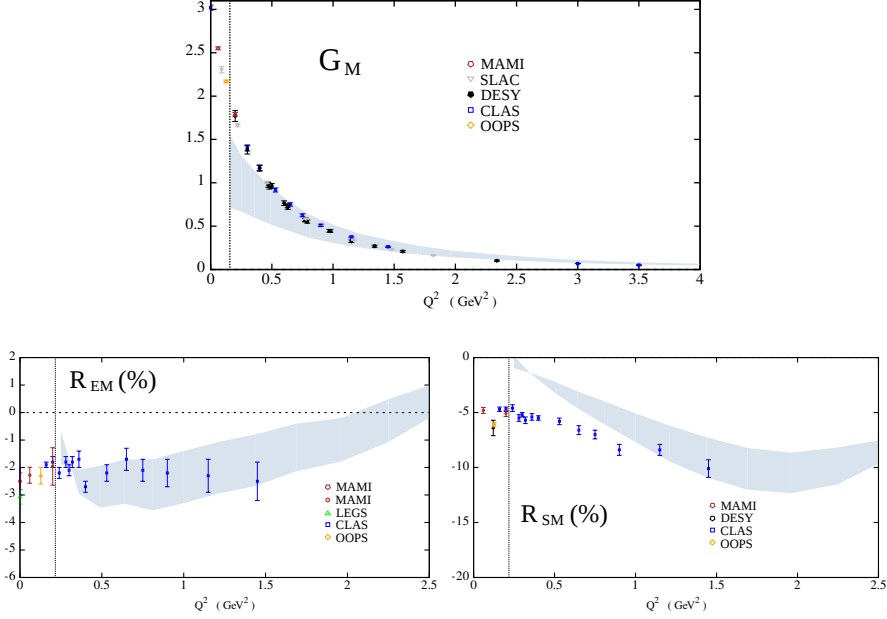 3
2.5
2
1.5
1
0.5
0
G M
MAMI
SLAC
DESY
CLAS
OOPS
0 0.5 1 1.5 2 2.5 3 3.5 4
Q² ( GeV² )
2
1
0
-1
-2
-3
-4
-5
-6
R EM (%)
MAMI
MAMI
LEGS
CLAS
OOPS
0 0.5 1 1.5 2 2.5
Q² ( GeV² )
0
-5
-10
-15
-20
R SM (%)
MAMI
DESY
CLAS
OOPS
0 0.5 1 1.5 2 2.5
Q² ( GeV² )